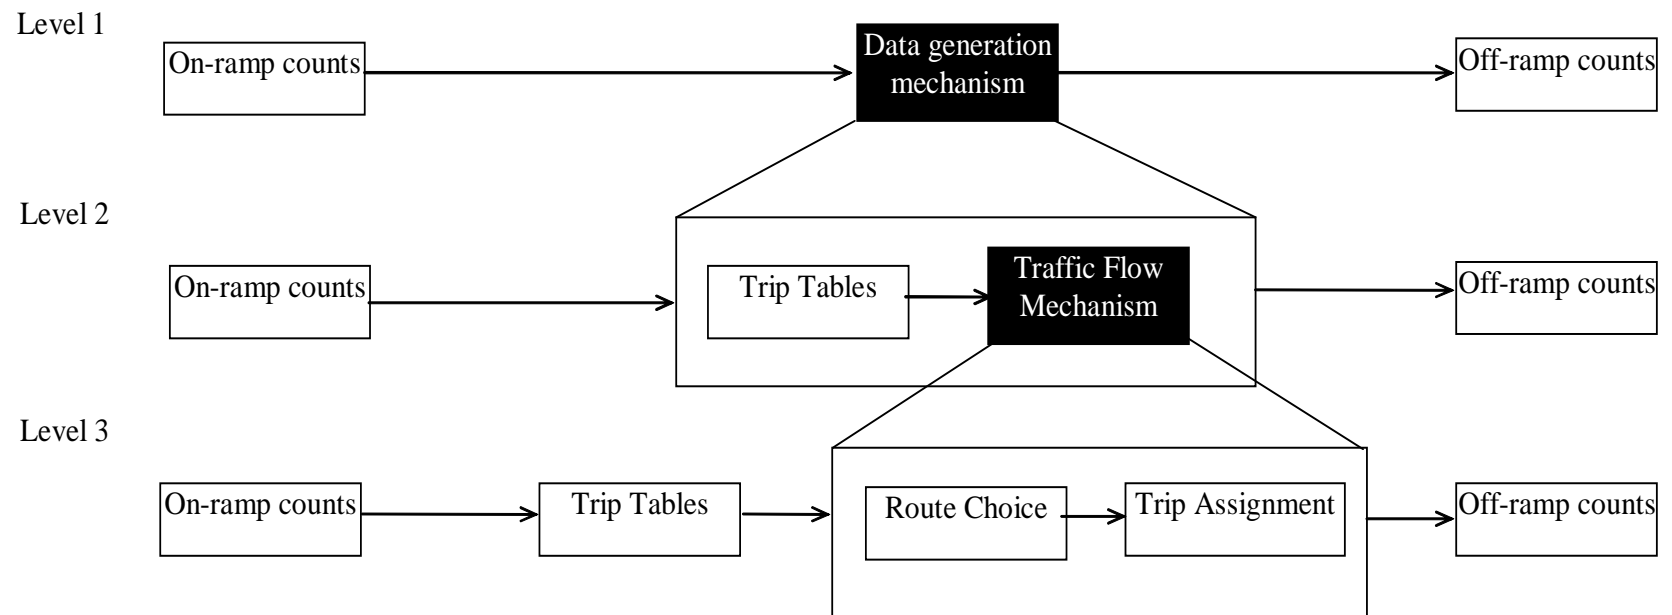 Level 1
On-ramp counts
Data generation
mechanism
Off-ramp counts
Level 2
On-ramp counts
Trip Tables
Traffic Flow
Mechanism
Off-ramp counts
Level 3
On-ramp counts
Trip Tables
Route Choice
Trip Assignment
Off-ramp counts